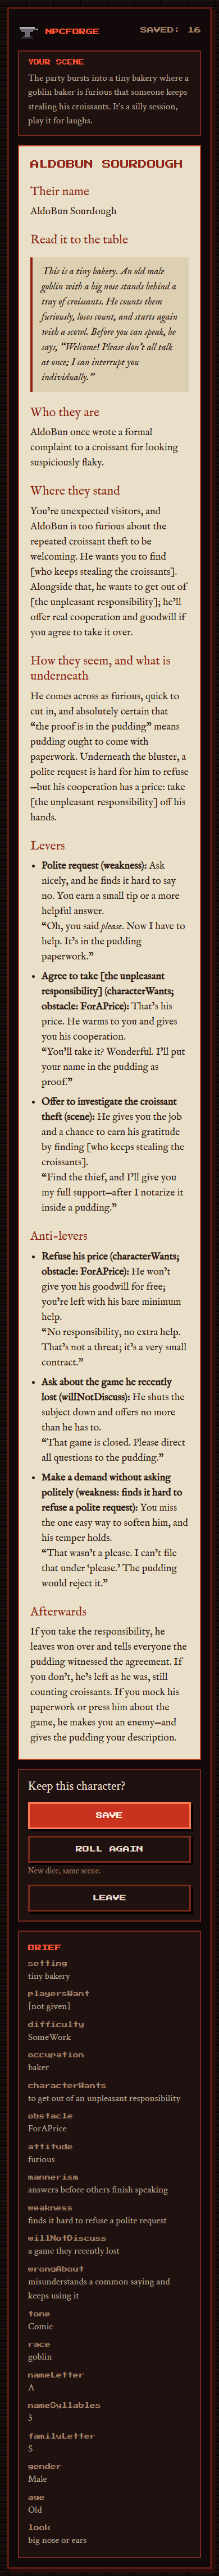 NPCFORGE
SAVED: 16
YOUR SCENE
The party bursts into a tiny bakery where a
goblin baker is furious that someone keeps
stealing his croissants. It's a silly session,
play it for laughs.
ALDOBUN SOURDOUGH
Their name
AldoBun Sourdough
Read it to the table
This is a tiny bakery. An old male
goblin with a big nose stands behind a
tray of croissants. He counts them
furiously, loses count, and starts again
with a scowl. Before you can speak, he
says, “Welcome! Please don't all talk
at once; I can interrupt you
individually.”
Who they are
AldoBun once wrote a formal
complaint to a croissant for looking
suspiciously flaky.
Where they stand
You're unexpected visitors, and
AldoBun is too furious about the
repeated croissant theft to be
welcoming. He wants you to find
[who keeps stealing the croissants].
Alongside that, he wants to get out of
[the unpleasant responsibility]; he'll
offer real cooperation and goodwill if
you agree to take it over.
How they seem, and what is
underneath
He comes across as furious, quick to
cut in, and absolutely certain that
“the proof is in the pudding” means
pudding ought to come with
paperwork. Underneath the bluster, a
polite request is hard for him to refuse
—but his cooperation has a price: take
[the unpleasant responsibility] off his
hands.
Levers
• Polite request (weakness): Ask
nicely, and he finds it hard to say
no. You earn a small tip or a more
helpful answer.
“Oh, you said please. Now I have to
help. It's in the pudding
paperwork.”
• Agree to take [the unpleasant
responsibility] (characterWants;
obstacle: ForAPrice): That's his
price. He warms to you and gives
you his cooperation.
“You'll take it? Wonderful. I'll put
your name in the pudding as
proof.”
• Offer to investigate the croissant
theft (scene): He gives you the job
and a chance to earn his gratitude
by finding [who keeps stealing the
croissants].
“Find the thief, and I'll give you
my full support—after I notarize it
inside a pudding.”
Anti-levers
• Refuse his price (characterWants;
obstacle: ForAPrice): He won't
give you his goodwill for free;
you're left with his bare minimum
help.
“No responsibility, no extra help.
That's not a threat; it's a very small
contract.”
• Ask about the game he recently
lost (willNotDiscuss): He shuts the
subject down and offers no more
than he has to.
“That game is closed. Please direct
all questions to the pudding.”
• Make a demand without asking
politely (weakness: finds it hard to
refuse a polite request): You miss
the one easy way to soften him, and
his temper holds.
“That wasn't a please. I can't file
that under ‘please.’ The pudding
would reject it.”
Afterwards
If you take the responsibility, he
leaves won over and tells everyone the
pudding witnessed the agreement. If
you don't, he's left as he was, still
counting croissants. If you mock his
paperwork or press him about the
game, he makes you an enemy—and
gives the pudding your description.
Keep this character?
SAVE
ROLL AGAIN
New dice, same scene.
LEAVE
BRIEF
setting
tiny bakery
playersWant
[not given]
difficulty
SomeWork
occupation
baker
characterWants
to get out of an unpleasant responsibility
obstacle
ForAPrice
attitude
furious
mannerism
answers before others finish speaking
weakness
finds it hard to refuse a polite request
willNotDiscuss
a game they recently lost
wrongAbout
misunderstands a common saying and
keeps using it
tone
Comic
race
goblin
nameLetter
A
nameSyllables
3
familyLetter
S
gender
Male
age
Old
look
big nose or ears